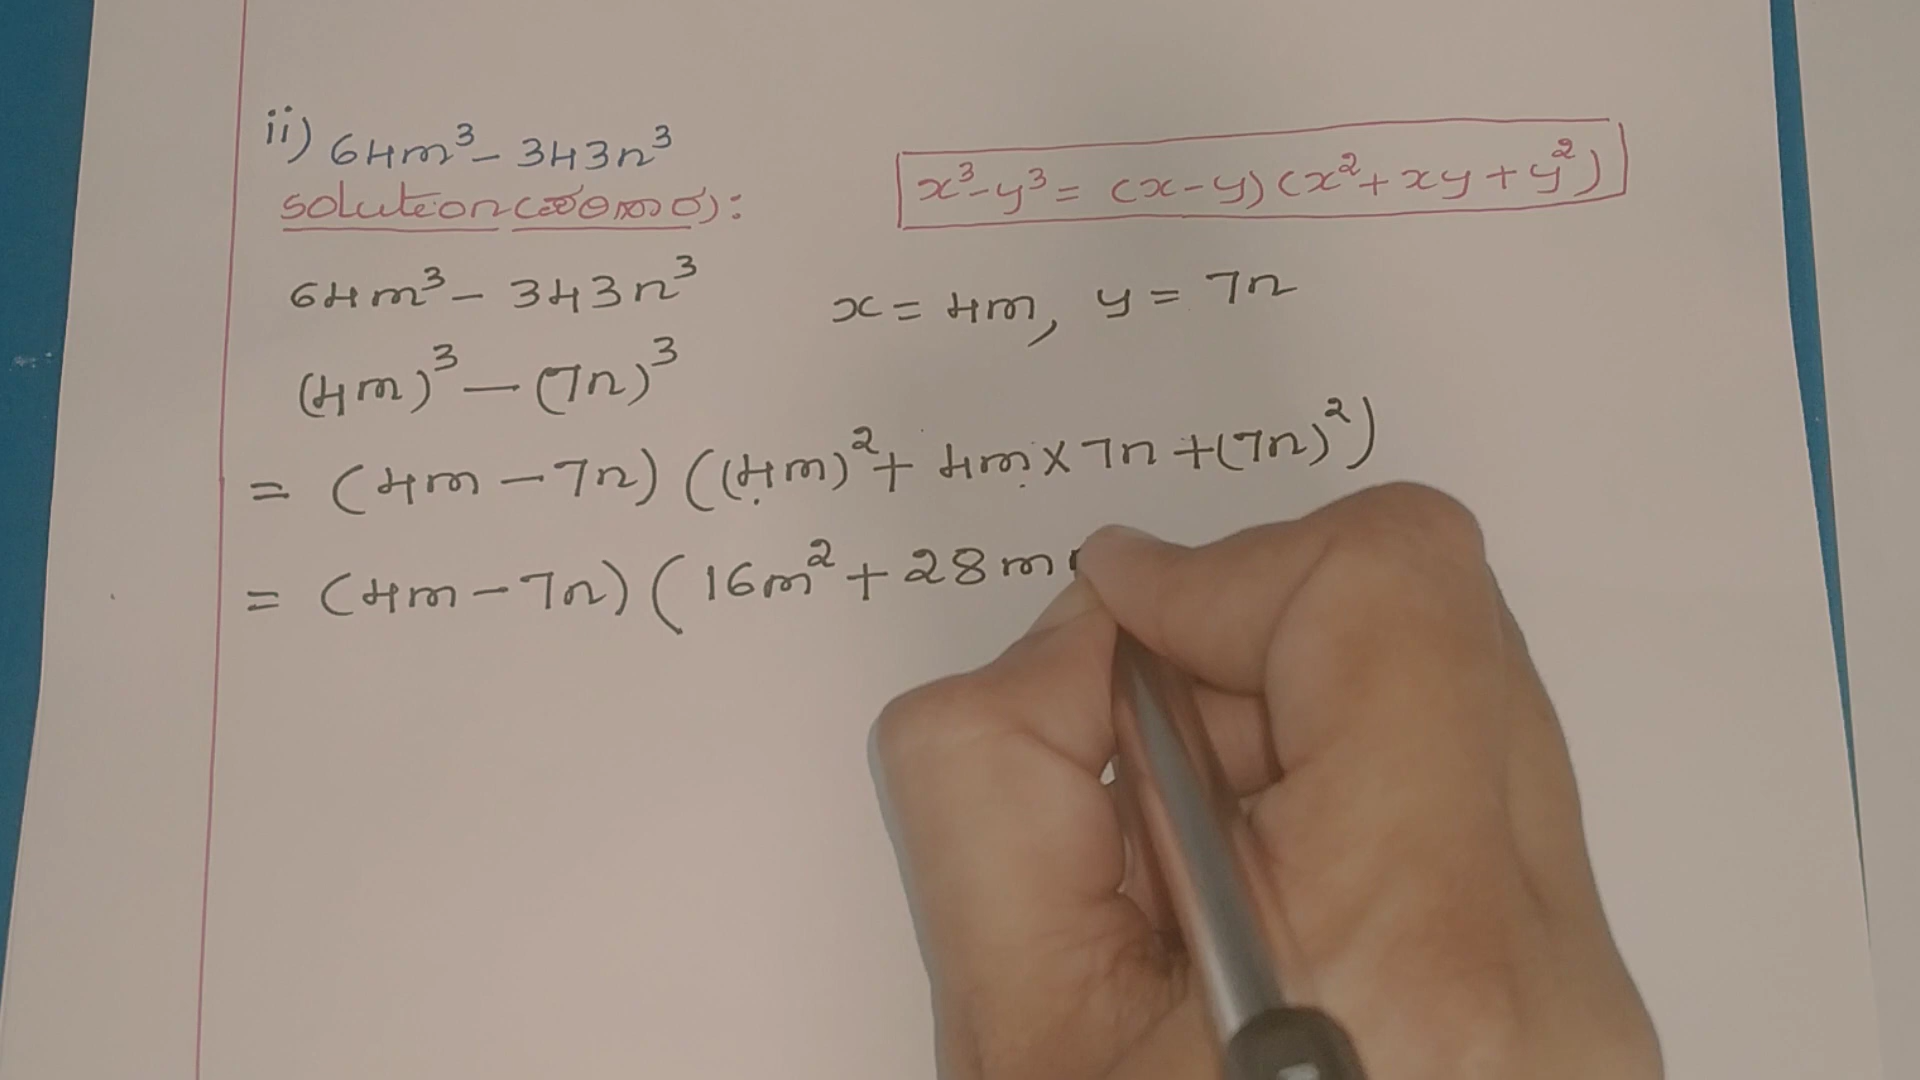 ii) 64m³ - 343n³
x³-y³ = (x-y)(x²+xy+y²)
solution(ಪರಿಹಾರ):
64m³ - 343n³
x = 4m, y = 7n
(4m)³ - (7n)³
= (4m - 7n) ((4m)² + 4m × 7n + (7n)²)
= (4m - 7n) (16m² + 28m